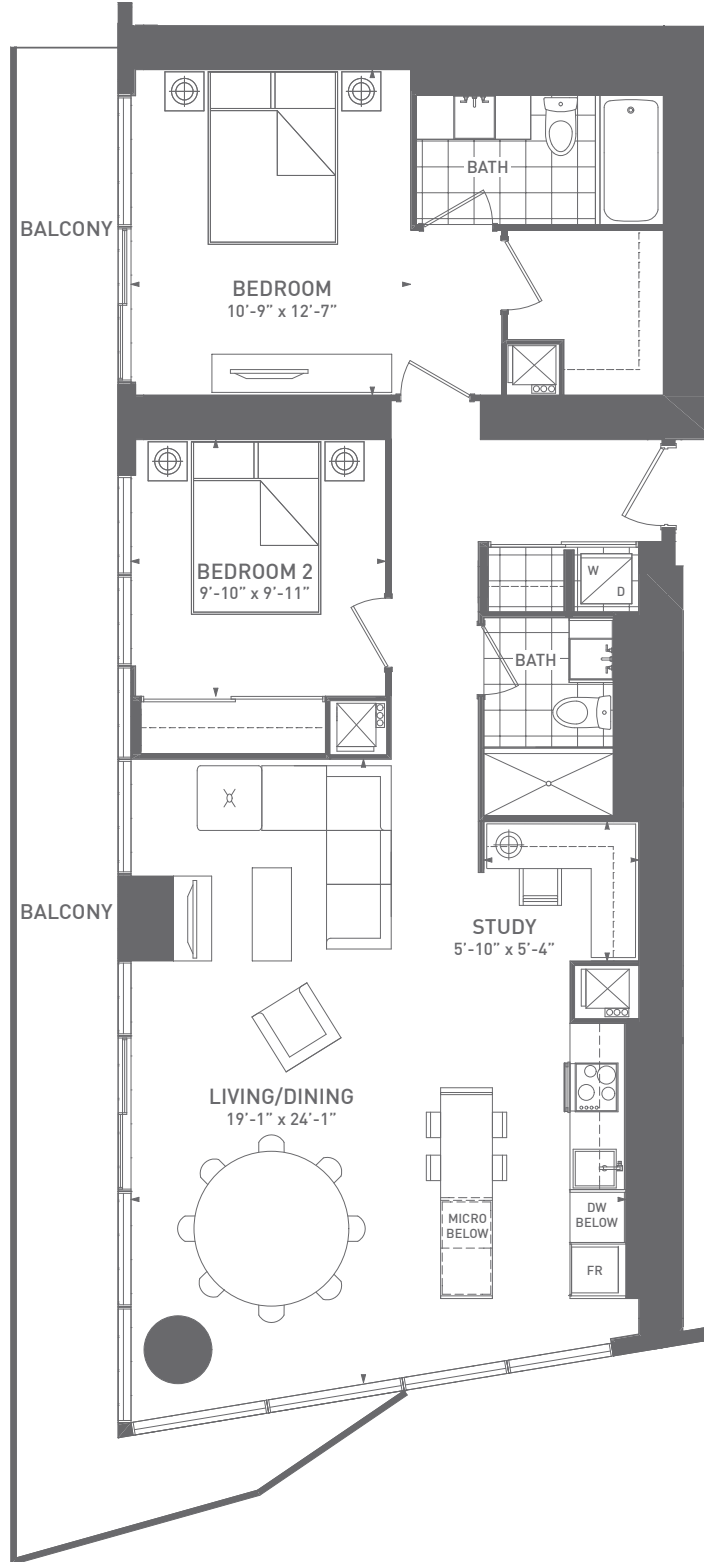 BATH
BALCONY
BEDROOM
10'-9” x 12'-7”
BEDROOM 2
9'-10” x 9'-11”
W
D
BATH
BALCONY
STUDY
5'-10” x 5'-4”
LIVING/DINING
19'-1” x 24'-1”
MICRO
BELOW
DW
BELOW
FR